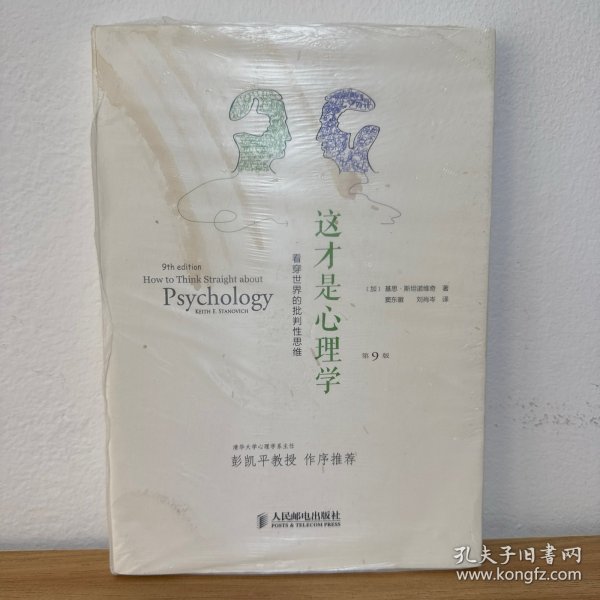 9th edition
How to Think Straight about
Psychology
KEITH E. STANOVICH
这才是心理学
看穿世界的批判性思维
第9版
（加）基思·斯坦诺维奇 著
窦东徽 刘肖岑 译
清华大学心理学系主任
彭凯平教授 作序推荐
人民邮电出版社
POSTS & TELECOM PRESS
孔夫子旧书网
www.kongfz.com